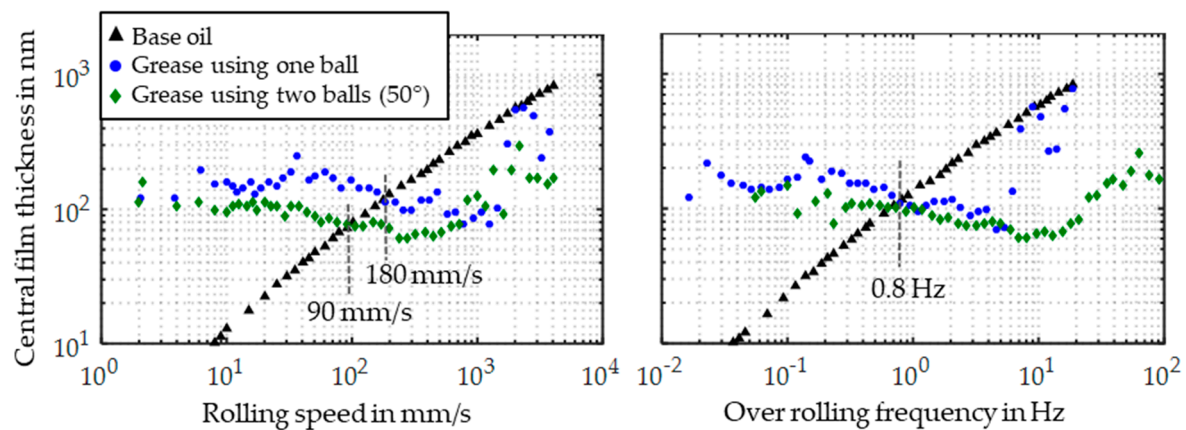 Base oil
Grease using one ball
Grease using two balls (50°)
Central film thickness in nm
10³
10²
10¹
180 mm/s
90 mm/s
10⁰ 10¹ 10² 10³ 10⁴
Rolling speed in mm/s
0.8 Hz
10⁻² 10⁻¹ 10⁰ 10¹ 10²
Over rolling frequency in Hz